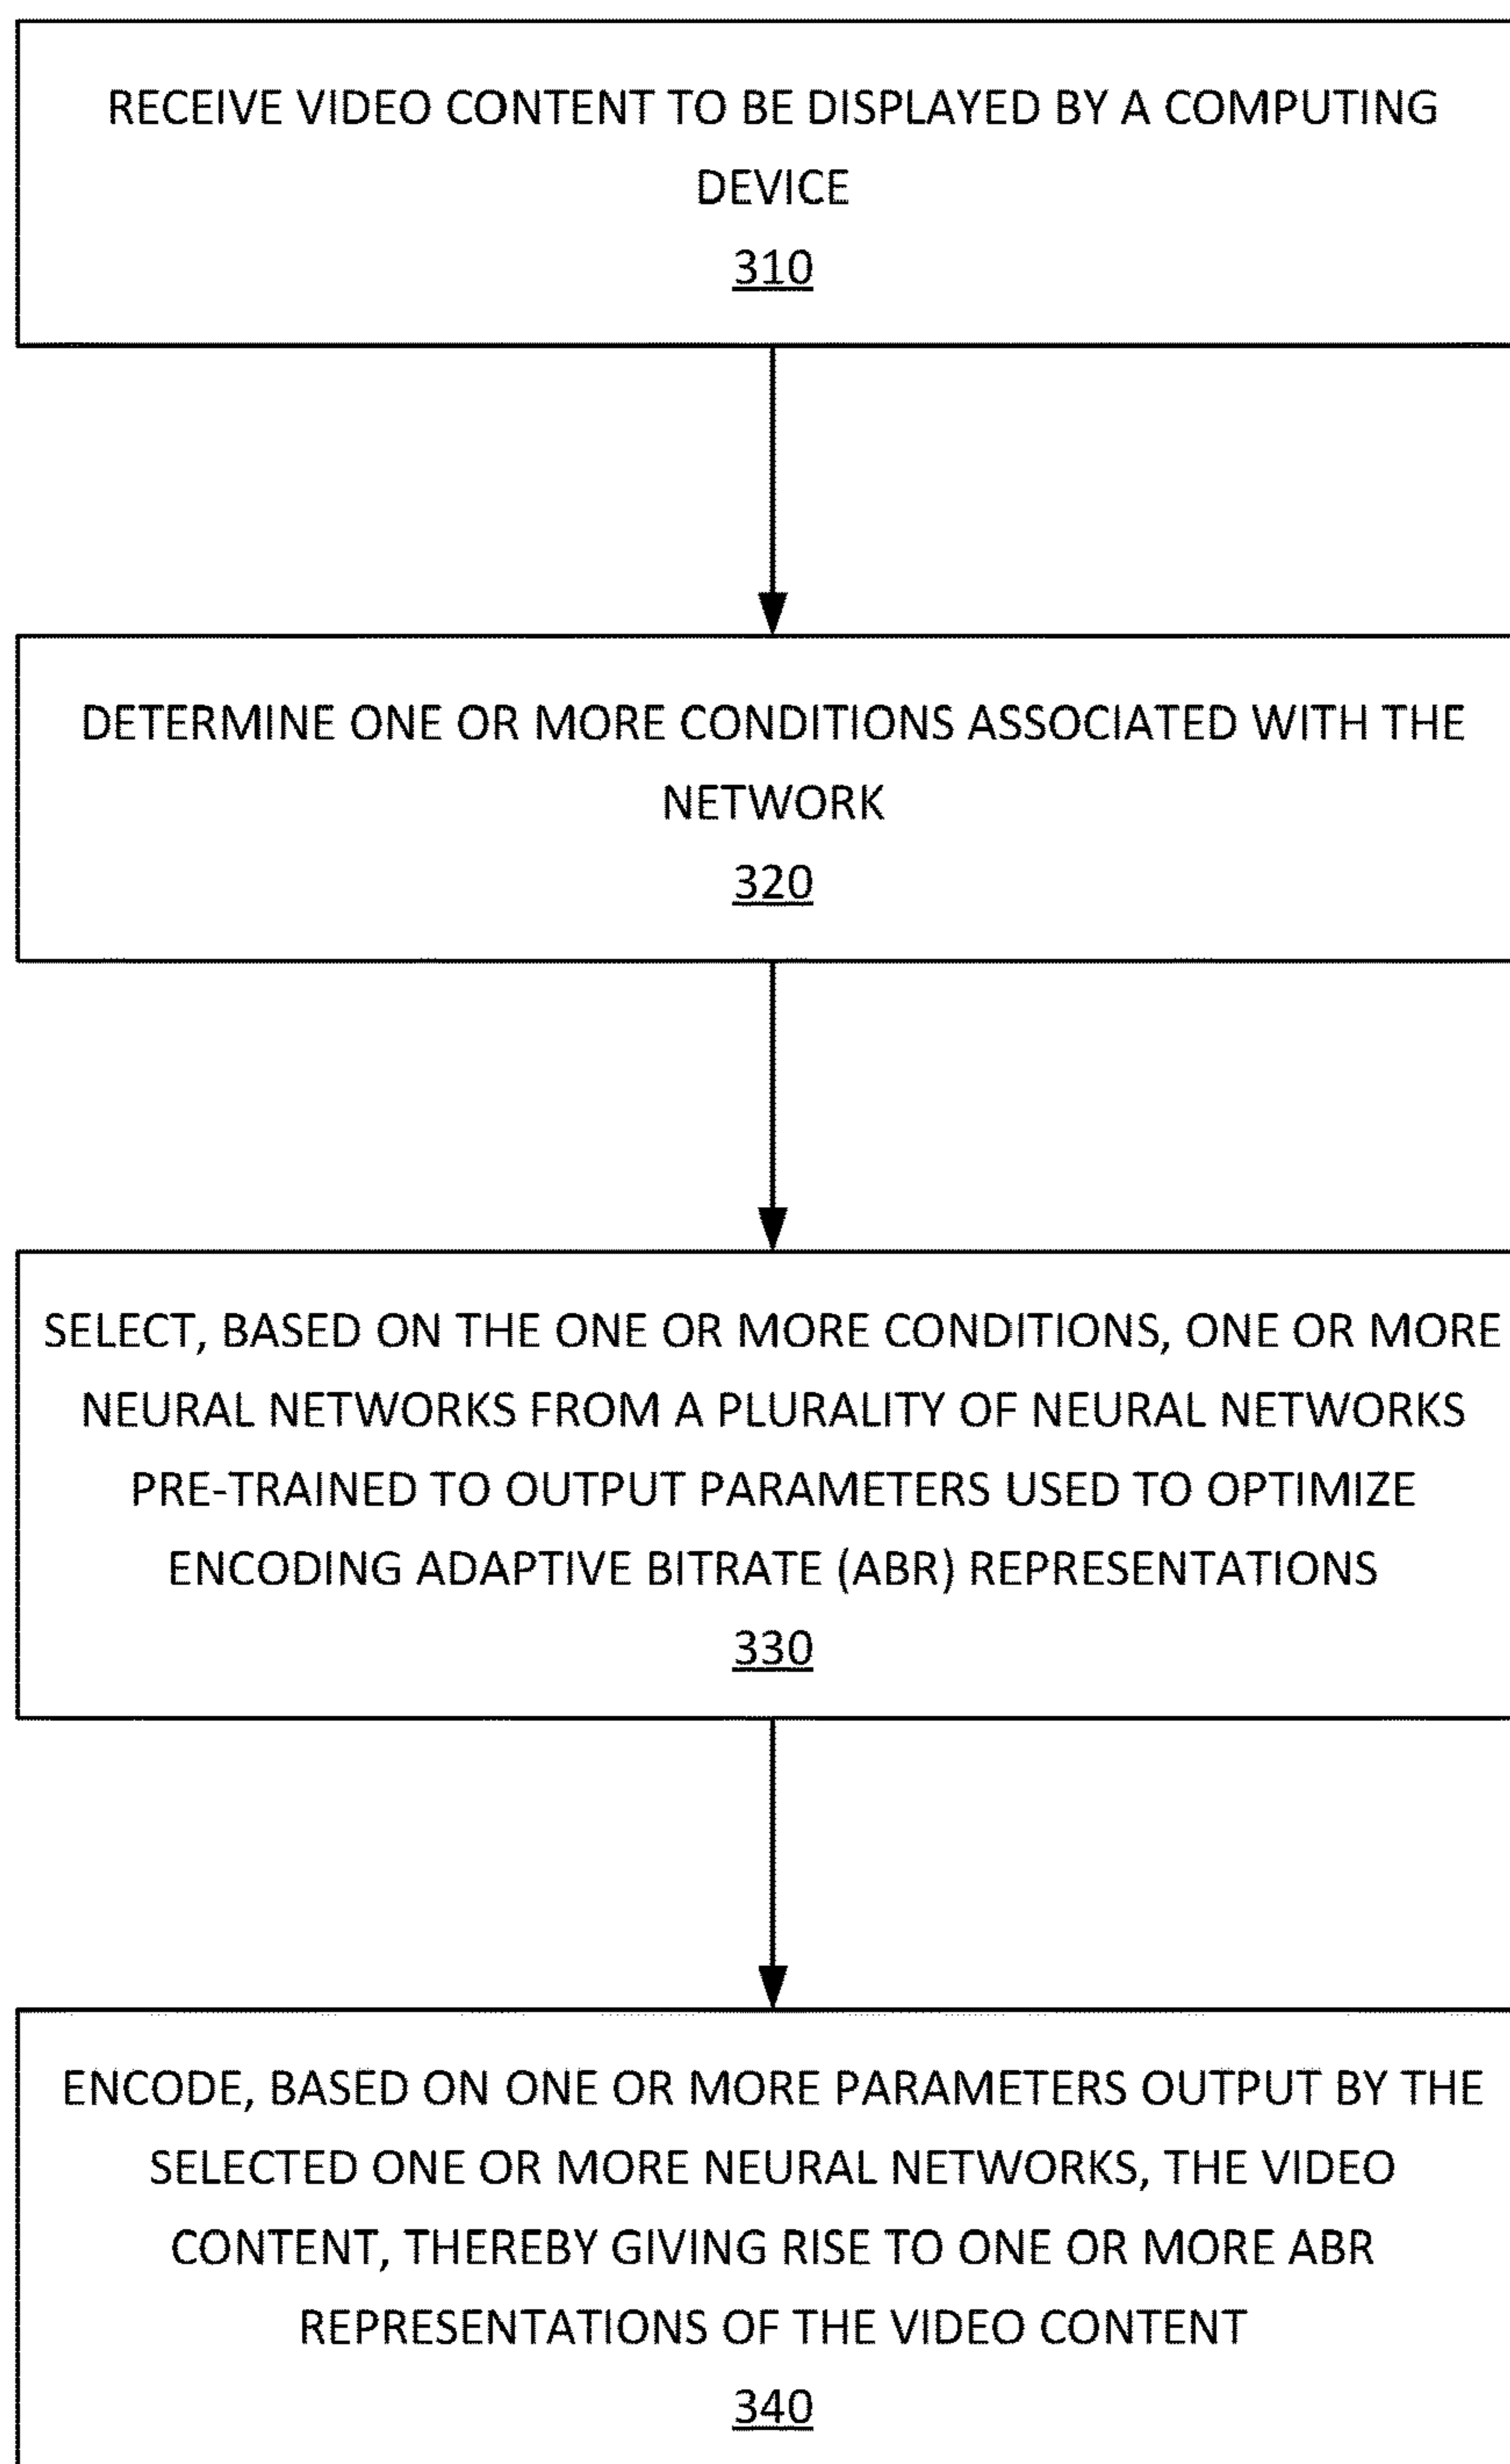 RECEIVE VIDEO CONTENT TO BE DISPLAYED BY A COMPUTING
DEVICE
310
DETERMINE ONE OR MORE CONDITIONS ASSOCIATED WITH THE
NETWORK
320
SELECT, BASED ON THE ONE OR MORE CONDITIONS, ONE OR MORE
NEURAL NETWORKS FROM A PLURALITY OF NEURAL NETWORKS
PRE-TRAINED TO OUTPUT PARAMETERS USED TO OPTIMIZE
ENCODING ADAPTIVE BITRATE (ABR) REPRESENTATIONS
330
ENCODE, BASED ON ONE OR MORE PARAMETERS OUTPUT BY THE
SELECTED ONE OR MORE NEURAL NETWORKS, THE VIDEO
CONTENT, THEREBY GIVING RISE TO ONE OR MORE ABR
REPRESENTATIONS OF THE VIDEO CONTENT
340